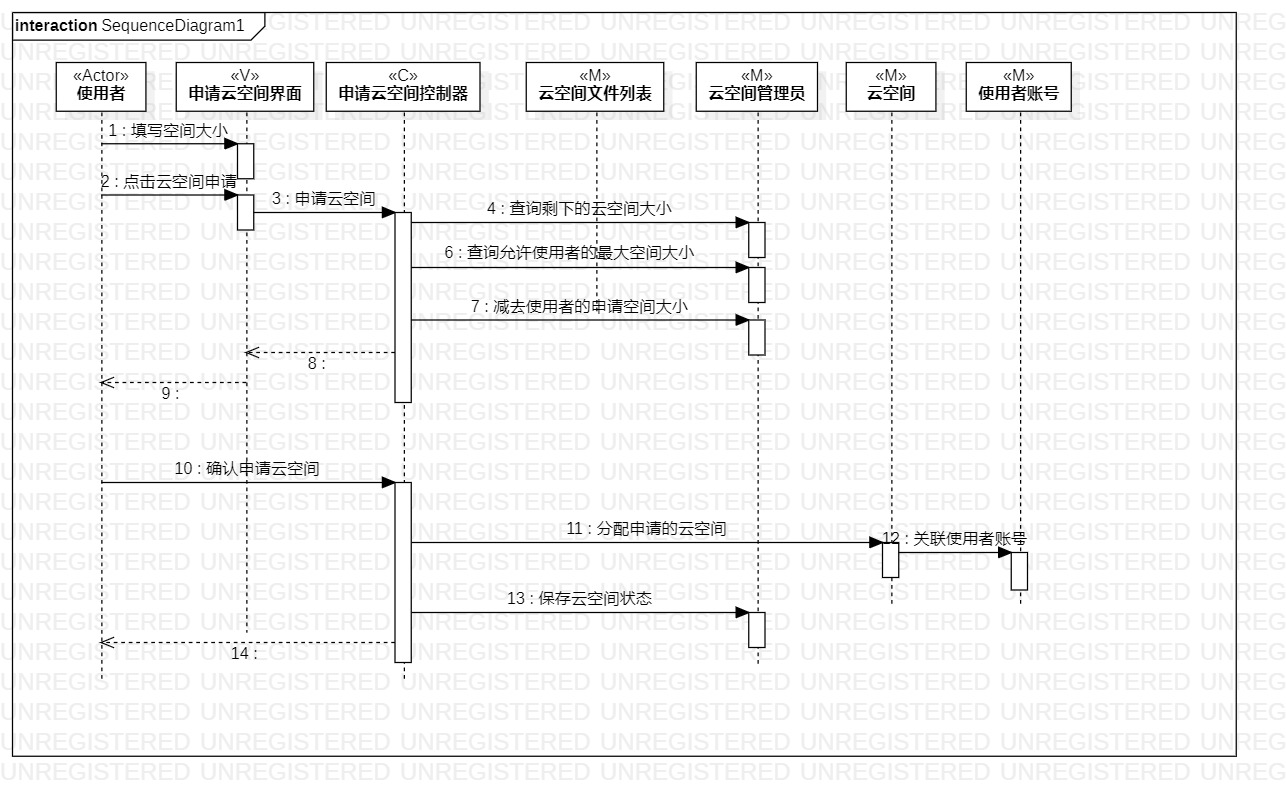 interaction SequenceDiagram1
«Actor»
使用者
«V»
申请云空间界面
«C»
申请云空间控制器
«M»
云空间文件列表
«M»
云空间管理员
«M»
云空间
«M»
使用者账号
1 : 填写空间大小
2 : 点击云空间申请
3 : 申请云空间
4 : 查询剩下的云空间大小
6 : 查询允许使用者的最大空间大小
7 : 减去使用者的申请空间大小
8 :
9 :
10 : 确认申请云空间
11 : 分配申请的云空间
12 : 关联使用者账号
13 : 保存云空间状态
14 :
UNREGISTERED